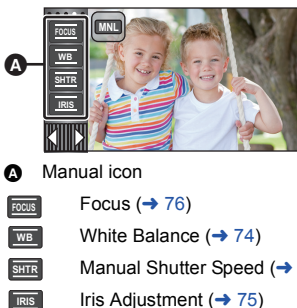 FOCUS MNL
WB
A
SHTR
IRIS
A Manual icon
FOCUS Focus (➜ 76)
WB White Balance (➜ 74)
SHTR Manual Shutter Speed (➜
IRIS Iris Adjustment (➜ 75)